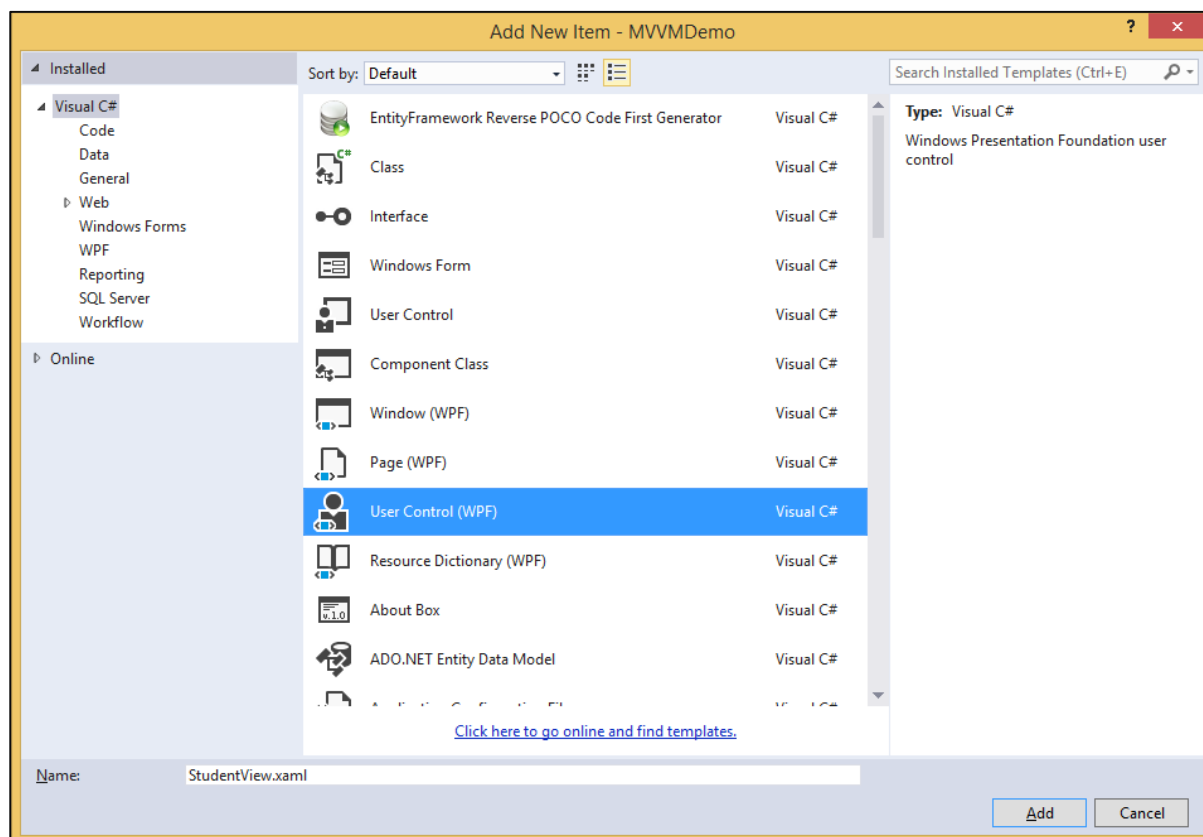 Add New Item - MVVMDemo
?
Installed
Visual C#
Code
Data
General
Web
Windows Forms
WPF
Reporting
SQL Server
Workflow
Online
Sort by: Default
EntityFramework Reverse POCO Code First Generator Visual C#
C#
Class Visual C#
Interface Visual C#
Windows Form Visual C#
User Control Visual C#
Component Class Visual C#
Window (WPF) Visual C#
Page (WPF) Visual C#
User Control (WPF) Visual C#
Resource Dictionary (WPF) Visual C#
v.1.0
About Box Visual C#
ADO.NET Entity Data Model Visual C#
Click here to go online and find templates.
Search Installed Templates (Ctrl+E)
Type: Visual C#
Windows Presentation Foundation user
control
Name: StudentView.xaml
Add Cancel